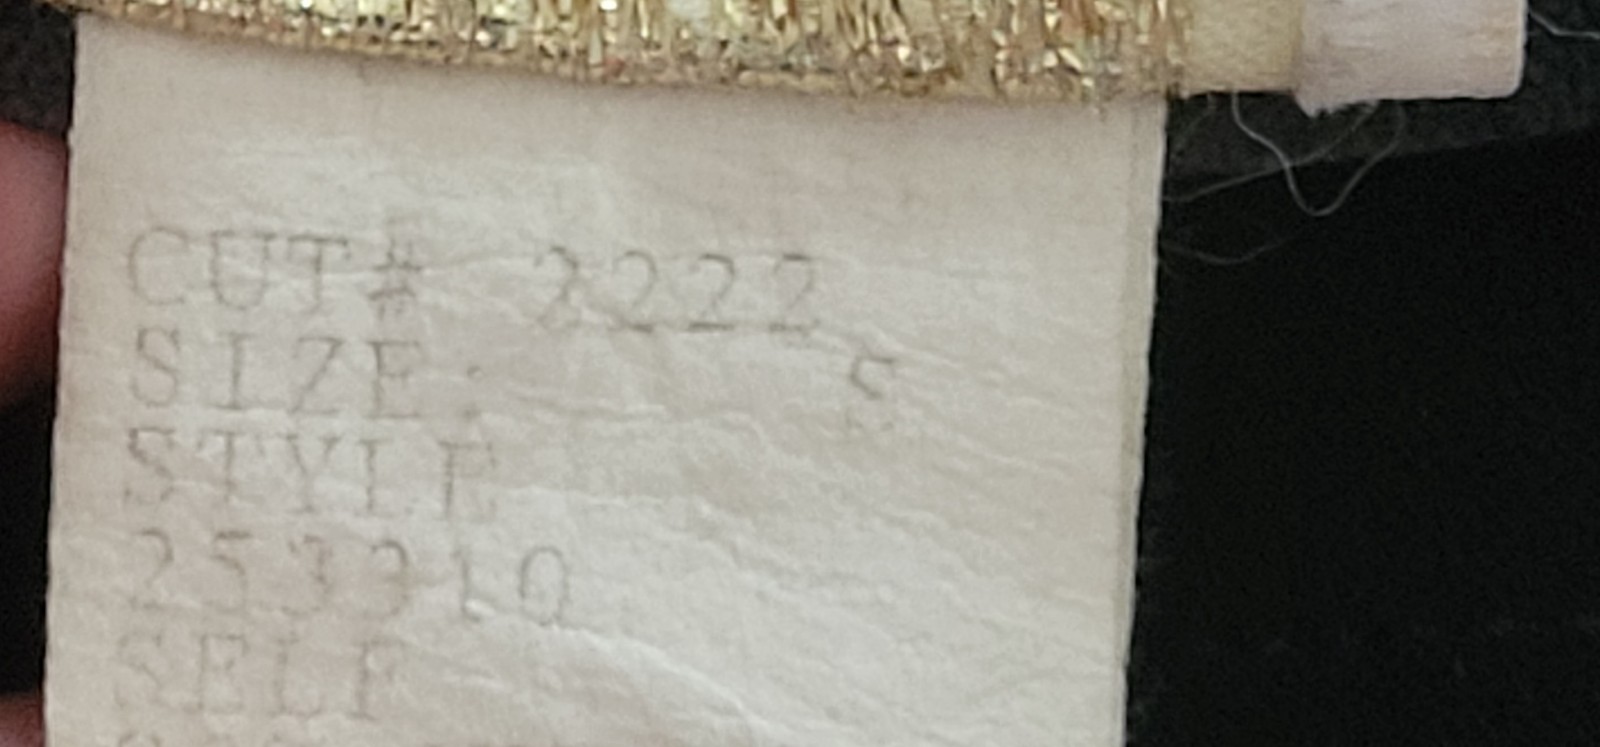 CUT# 2222
SIZE: S
STYLE
253310
SELF